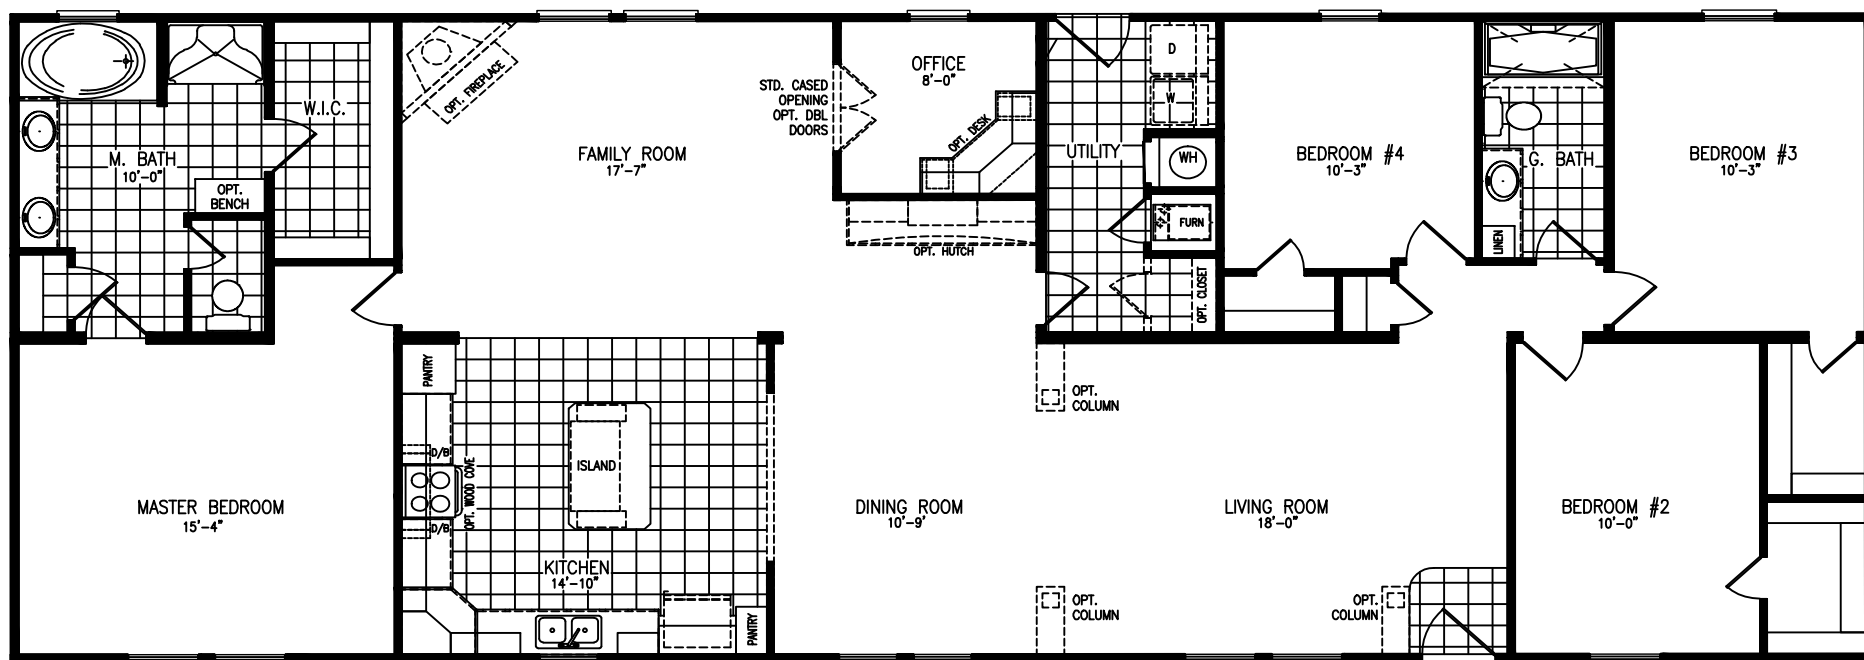 W.I.C.
M. BATH
10'-0"
OPT.
BENCH
OPT. FIREPLACE
FAMILY ROOM
17'-7"
STD. CASED
OPENING
OPT. DBL
DOORS
OFFICE
8'-0"
OPT. DESK
OPT. HUTCH
UTILITY
D
W
WH
FURN
OPT. CLOSET
BEDROOM #4
10'-3"
G. BATH
LINEN
BEDROOM #3
10'-3"
MASTER BEDROOM
15'-4"
PANTRY
D/B
OPT. WOOD COVE
D/B
ISLAND
KITCHEN
14'-10"
PANTRY
DINING ROOM
10'-9'
OPT.
COLUMN
OPT.
COLUMN
LIVING ROOM
18'-0"
OPT.
COLUMN
BEDROOM #2
10'-0"